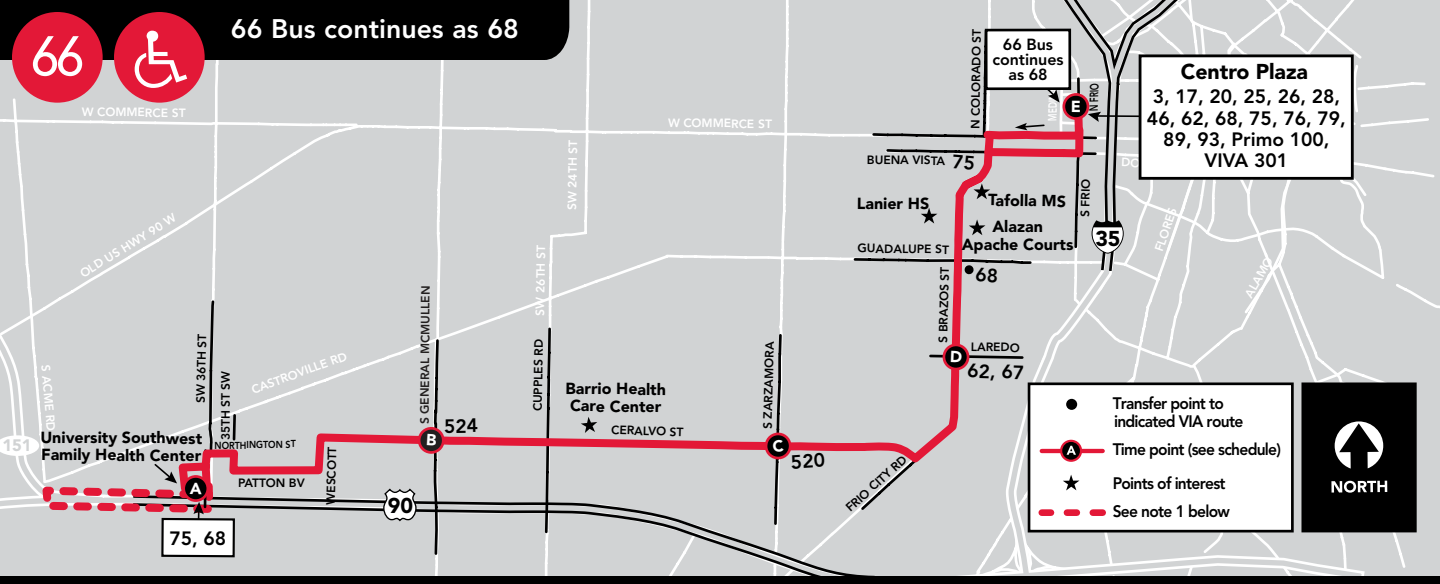 66
66 Bus continues as 68
W COMMERCE ST
W COMMERCE ST
OLD US HWY 90 W
SW 24TH ST
SW 26TH ST
N COLORADO ST
66 Bus
continues
as 68
E
N FRIO
Centro Plaza
3, 17, 20, 25, 26, 28,
46, 62, 68, 75, 76, 79,
89, 93, Primo 100,
VIVA 301
BUENA VISTA 75
Lanier HS
Tafolla MS
Alazan
Apache Courts
S FRIO
35
FLORES
ALAMO
GUADALUPE ST
68
S BRAZOS ST
D
LAREDO
62, 67
S ACME RD
151
SW 36TH ST
35TH ST SW
CASTROVILLE RD
S GENERAL MCMULLEN
CUPPLES RD
S ZARZAMORA
Barrio Health
Care Center
CERALVO ST
University Southwest
Family Health Center
NORTHINGTON ST
B
524
C
520
FRIO CITY RD
A
PATTON BV
WESCOTT
90
75, 68
Transfer point to
indicated VIA route
A
Time point (see schedule)
Points of interest
See note 1 below
NORTH